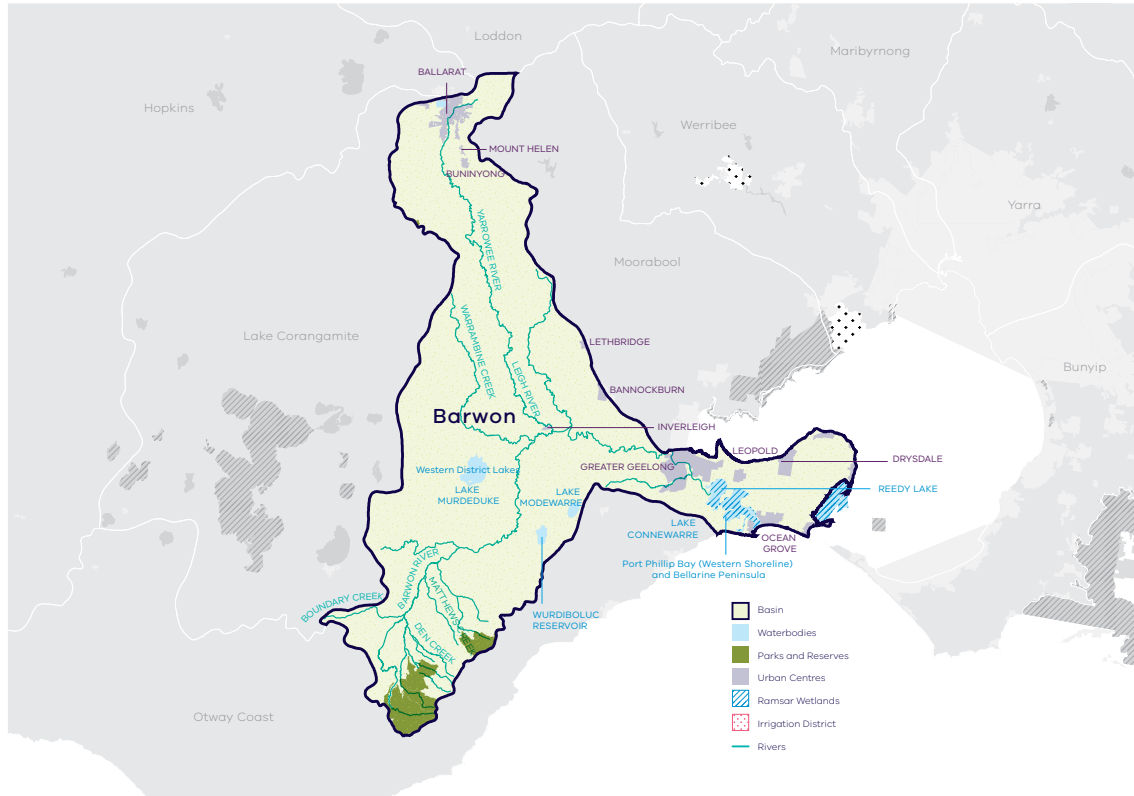 Loddon
Maribyrnong
BALLARAT
Hopkins
Werribee
MOUNT HELEN
BUNINYONG
Yarra
YARROWEE RIVER
Moorabool
WARRAMBINE CREEK
Lake Corangamite
LETHBRIDGE
LEIGH RIVER
Bunyip
BANNOCKBURN
Barwon
INVERLEIGH
LEOPOLD
DRYSDALE
GREATER GEELONG
Western District Lakes
LAKE
MURDEDUKE
LAKE
MODEWARRE
REEDY LAKE
LAKE
CONNEWARRE
OCEAN
GROVE
Port Phillip Bay (Western Shoreline)
and Bellarine Peninsula
BARWON RIVER
MATTHEWS CREEK
BOUNDARY CREEK
WURDIBOLUC
RESERVOIR
DEN CREEK
Otway Coast
Basin
Waterbodies
Parks and Reserves
Urban Centres
Ramsar Wetlands
Irrigation District
Rivers